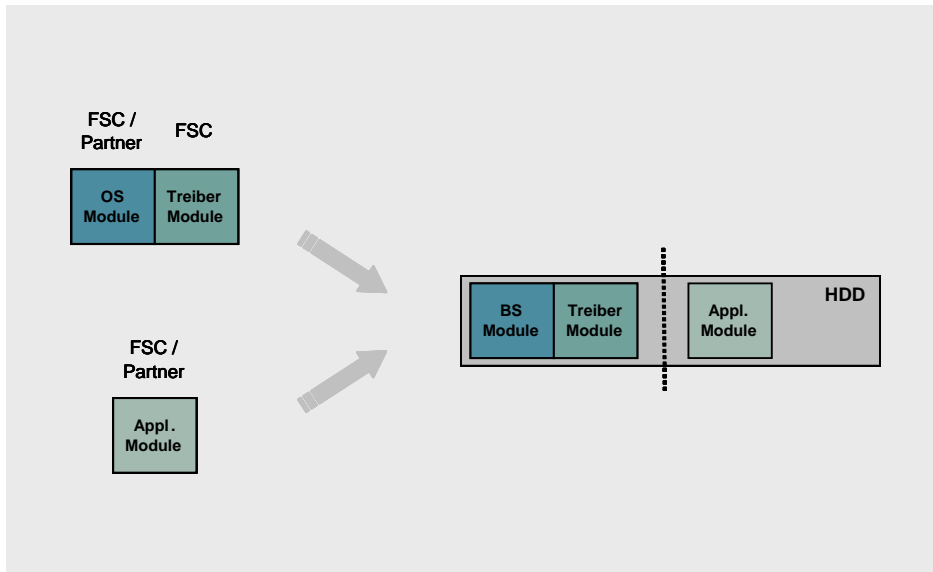 FSC /
Partner
FSC
OS
Module
Treiber
Module
HDD
BS
Module
Treiber
Module
Appl.
Module
FSC /
Partner
Appl.
Module